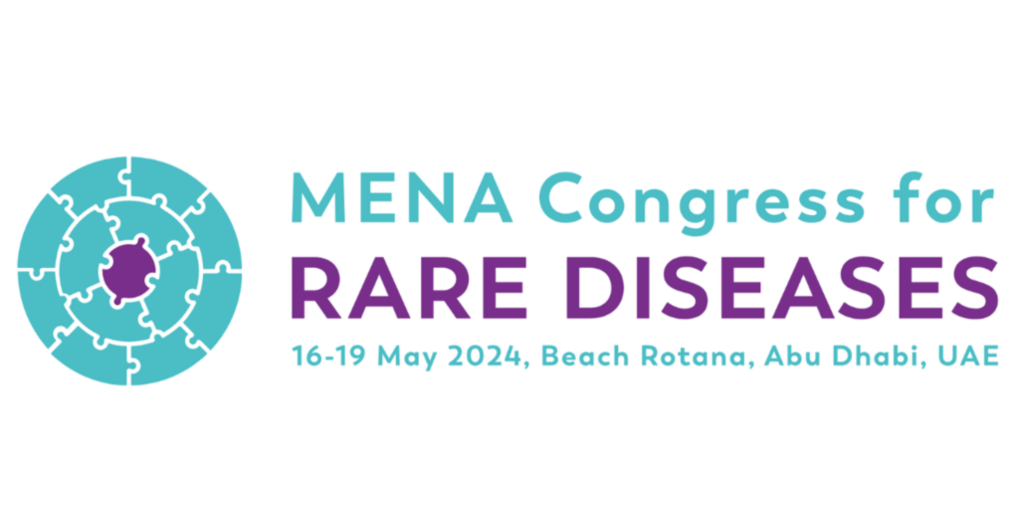 MENA Congress for
RARE DISEASES
16-19 May 2024, Beach Rotana, Abu Dhabi, UAE